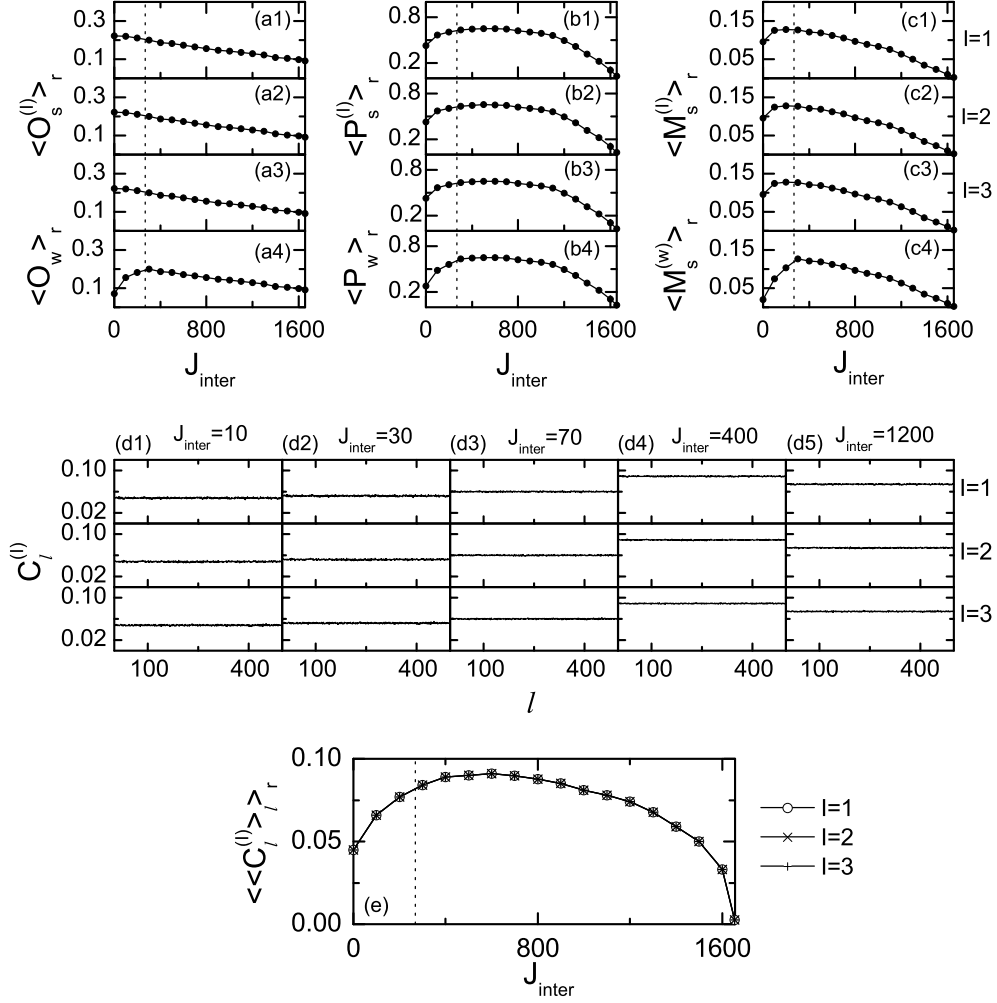 0.3 (a1) 0.8 (b1) 0.15 (c1) I=1
0.1 0.2 0.05
0.3 (a2) 0.8 (b2) 0.15 (c2) I=2
0.1 0.2 0.05
0.3 (a3) 0.8 (b3) 0.15 (c3) I=3
0.1 0.2 0.05
0.3 (a4) 0.8 (b4) 0.15 (c4)
0.1 0.2 0.05
<O_s^(I)>_r <P_s^(I)>_r <M_s^(I)>_r
<O_w>_r <P_w>_r <M_s^(w)>_r
0 800 1600 0 800 1600 0 800 1600
J_inter J_inter J_inter
(d1) J_inter=10 (d2) J_inter=30 (d3) J_inter=70 (d4) J_inter=400 (d5) J_inter=1200
0.10 I=1
0.02
0.10 I=2
0.02
0.10 I=3
0.02
C_l^(I)
100 400 100 400 100 400 100 400 100 400
l
0.10
0.05
0.00
<<C_l^(I)>_l>_r
(e)
I=1
I=2
I=3
0 800 1600
J_inter